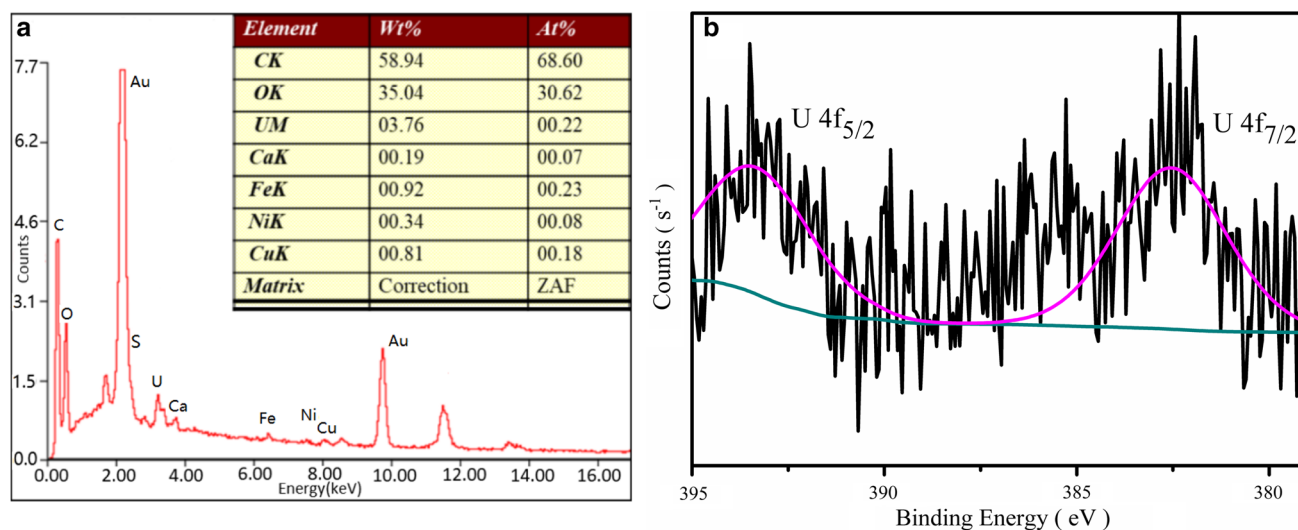 a
Element Wt% At%
CK 58.94 68.60
OK 35.04 30.62
UM 03.76 00.22
CaK 00.19 00.07
FeK 00.92 00.23
NiK 00.34 00.08
CuK 00.81 00.18
Matrix Correction ZAF
7.7
6.2
4.6
3.1
1.5
0.0
Counts
C
O
Au
S
U
Ca
Fe
Ni
Cu
Au
0.00 2.00 4.00 6.00 8.00 10.00 12.00 14.00 16.00
Energy(keV)
b
U 4f5/2
U 4f7/2
Counts ( s-1)
395 390 385 380
Binding Energy ( eV )